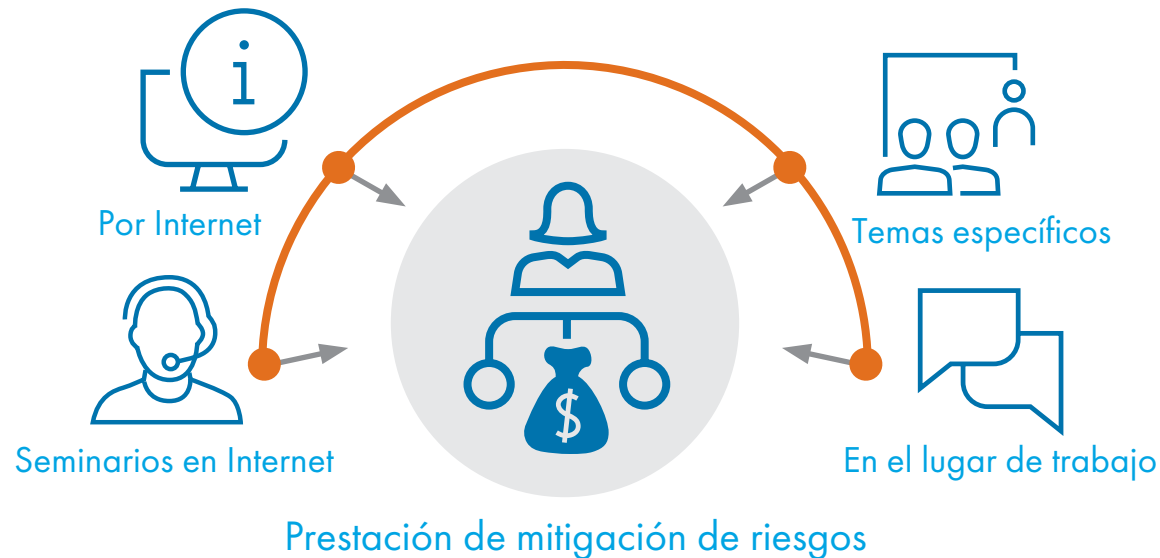 i
Por Internet
Temas específicos
Seminarios en Internet
$
En el lugar de trabajo
Prestación de mitigación de riesgos